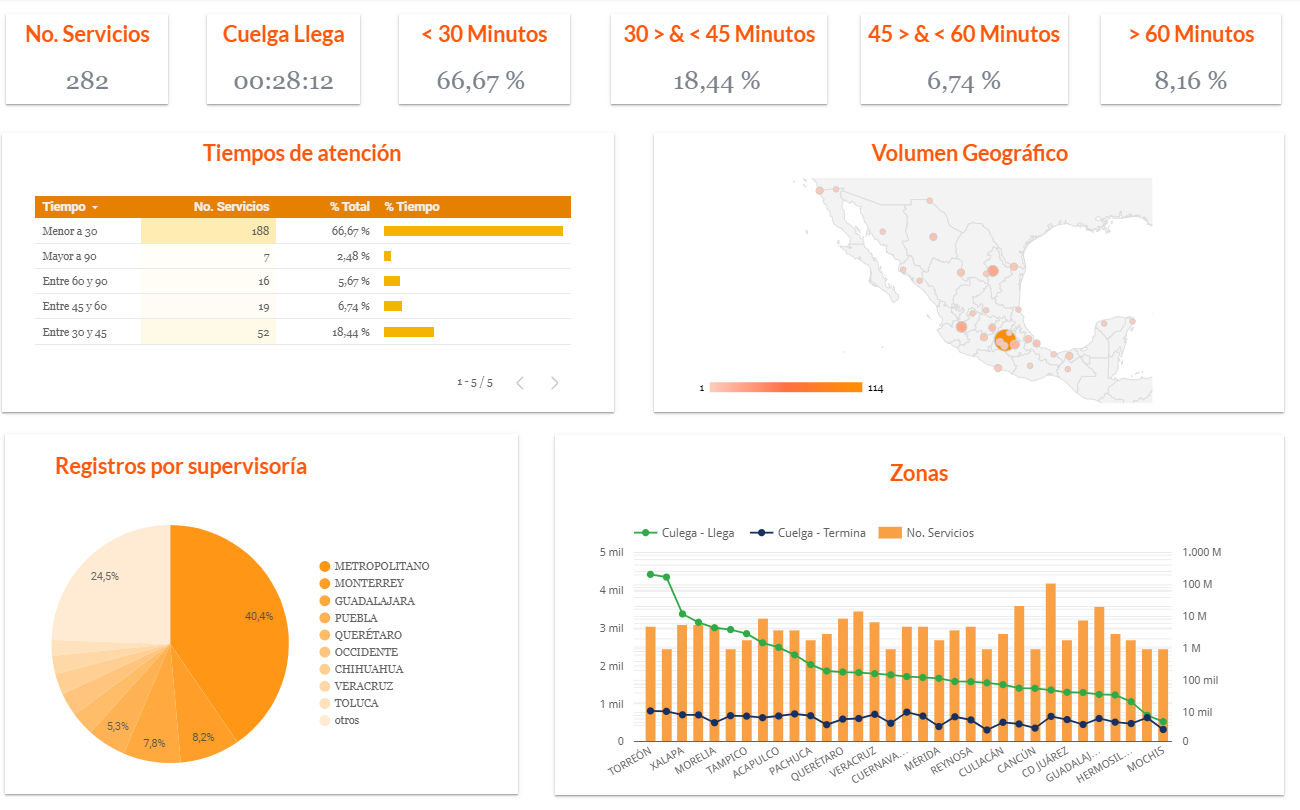 No. Servicios
282
Cuelga Llega
00:28:12
< 30 Minutos
66,67 %
30 > & < 45 Minutos
18,44 %
45 > & < 60 Minutos
6,74 %
> 60 Minutos
8,16 %
Tiempos de atención
Tiempo No. Servicios % Total % Tiempo
Menor a 30 188 66,67 %
Mayor a 90 7 2,48 %
Entre 60 y 90 16 5,67 %
Entre 45 y 60 19 6,74 %
Entre 30 y 45 52 18,44 %
1 - 5 / 5
Volumen Geográfico
1 114
Registros por supervisoría
24,5%
40,4%
5,3%
7,8%
8,2%
METROPOLITANO
MONTERREY
GUADALAJARA
PUEBLA
QUERÉTARO
OCCIDENTE
CHIHUAHUA
VERACRUZ
TOLUCA
otros
Zonas
Culega - Llega Cuelga - Termina No. Servicios
5 mil
4 mil
3 mil
2 mil
1 mil
0
1.000 M
100 M
10 M
1 M
100 mil
10 mil
0
TORREÓN
XALAPA
MORELIA
TAMPICO
ACAPULCO
PACHUCA
QUERÉTARO
VERACRUZ
CUERNAVA…
MÉRIDA
REYNOSA
CULIACÁN
CANCÚN
CD JUÁREZ
GUADALAJ…
HERMOSIL…
MOCHIS